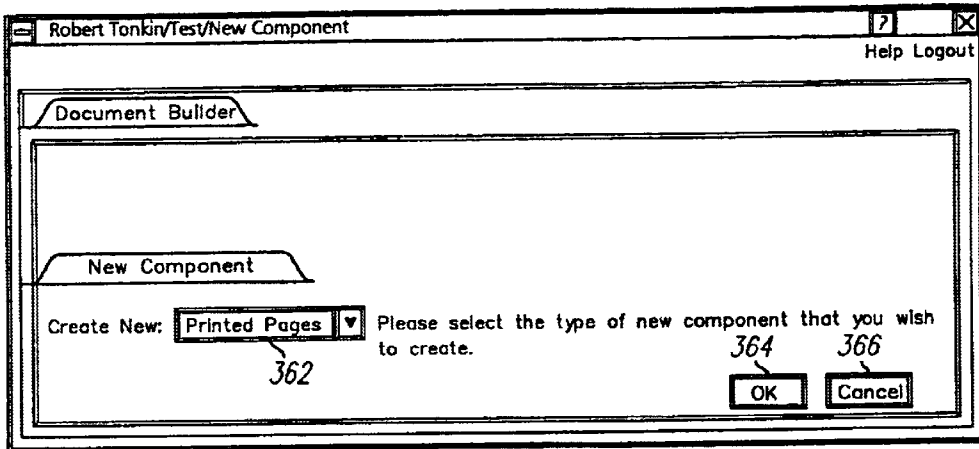 Robert Tonkin/Test/New Component ?
Help Logout
Document Builder
New Component
Create New: Printed Pages Please select the type of new component that you wish
to create.
362
364 366
OK Cancel